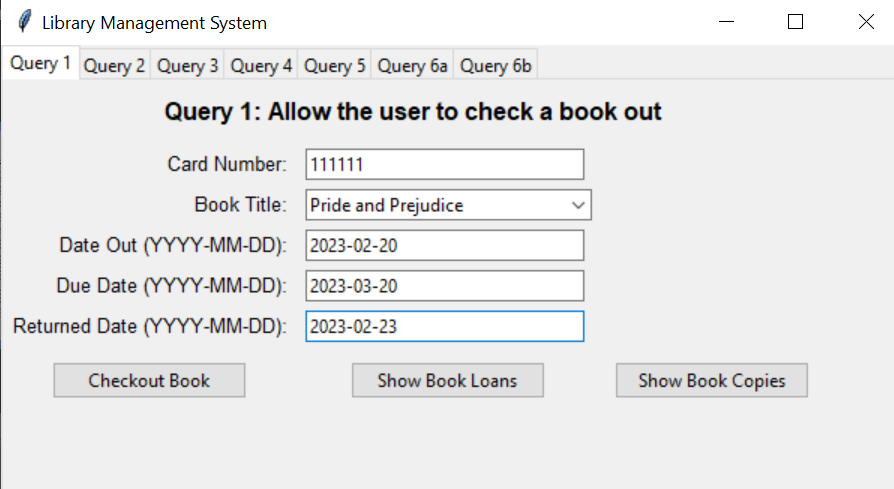 Library Management System
Query 1 Query 2 Query 3 Query 4 Query 5 Query 6a Query 6b
Query 1: Allow the user to check a book out
Card Number: 111111
Book Title: Pride and Prejudice
Date Out (YYYY-MM-DD): 2023-02-20
Due Date (YYYY-MM-DD): 2023-03-20
Returned Date (YYYY-MM-DD): 2023-02-23
Checkout Book Show Book Loans Show Book Copies